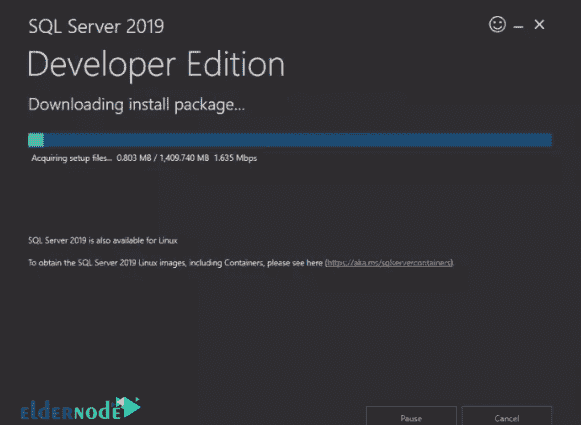 SQL Server 2019
Developer Edition
Downloading install package...
Acquiring setup files... 0.803 MB / 1,409.740 MB 1.635 Mbps
SQL Server 2019 is also available for Linux
To obtain the SQL Server 2019 Linux images, including Containers, please see here (https://aka.ms/sqlservercontainers).
elderNode
Pause Cancel